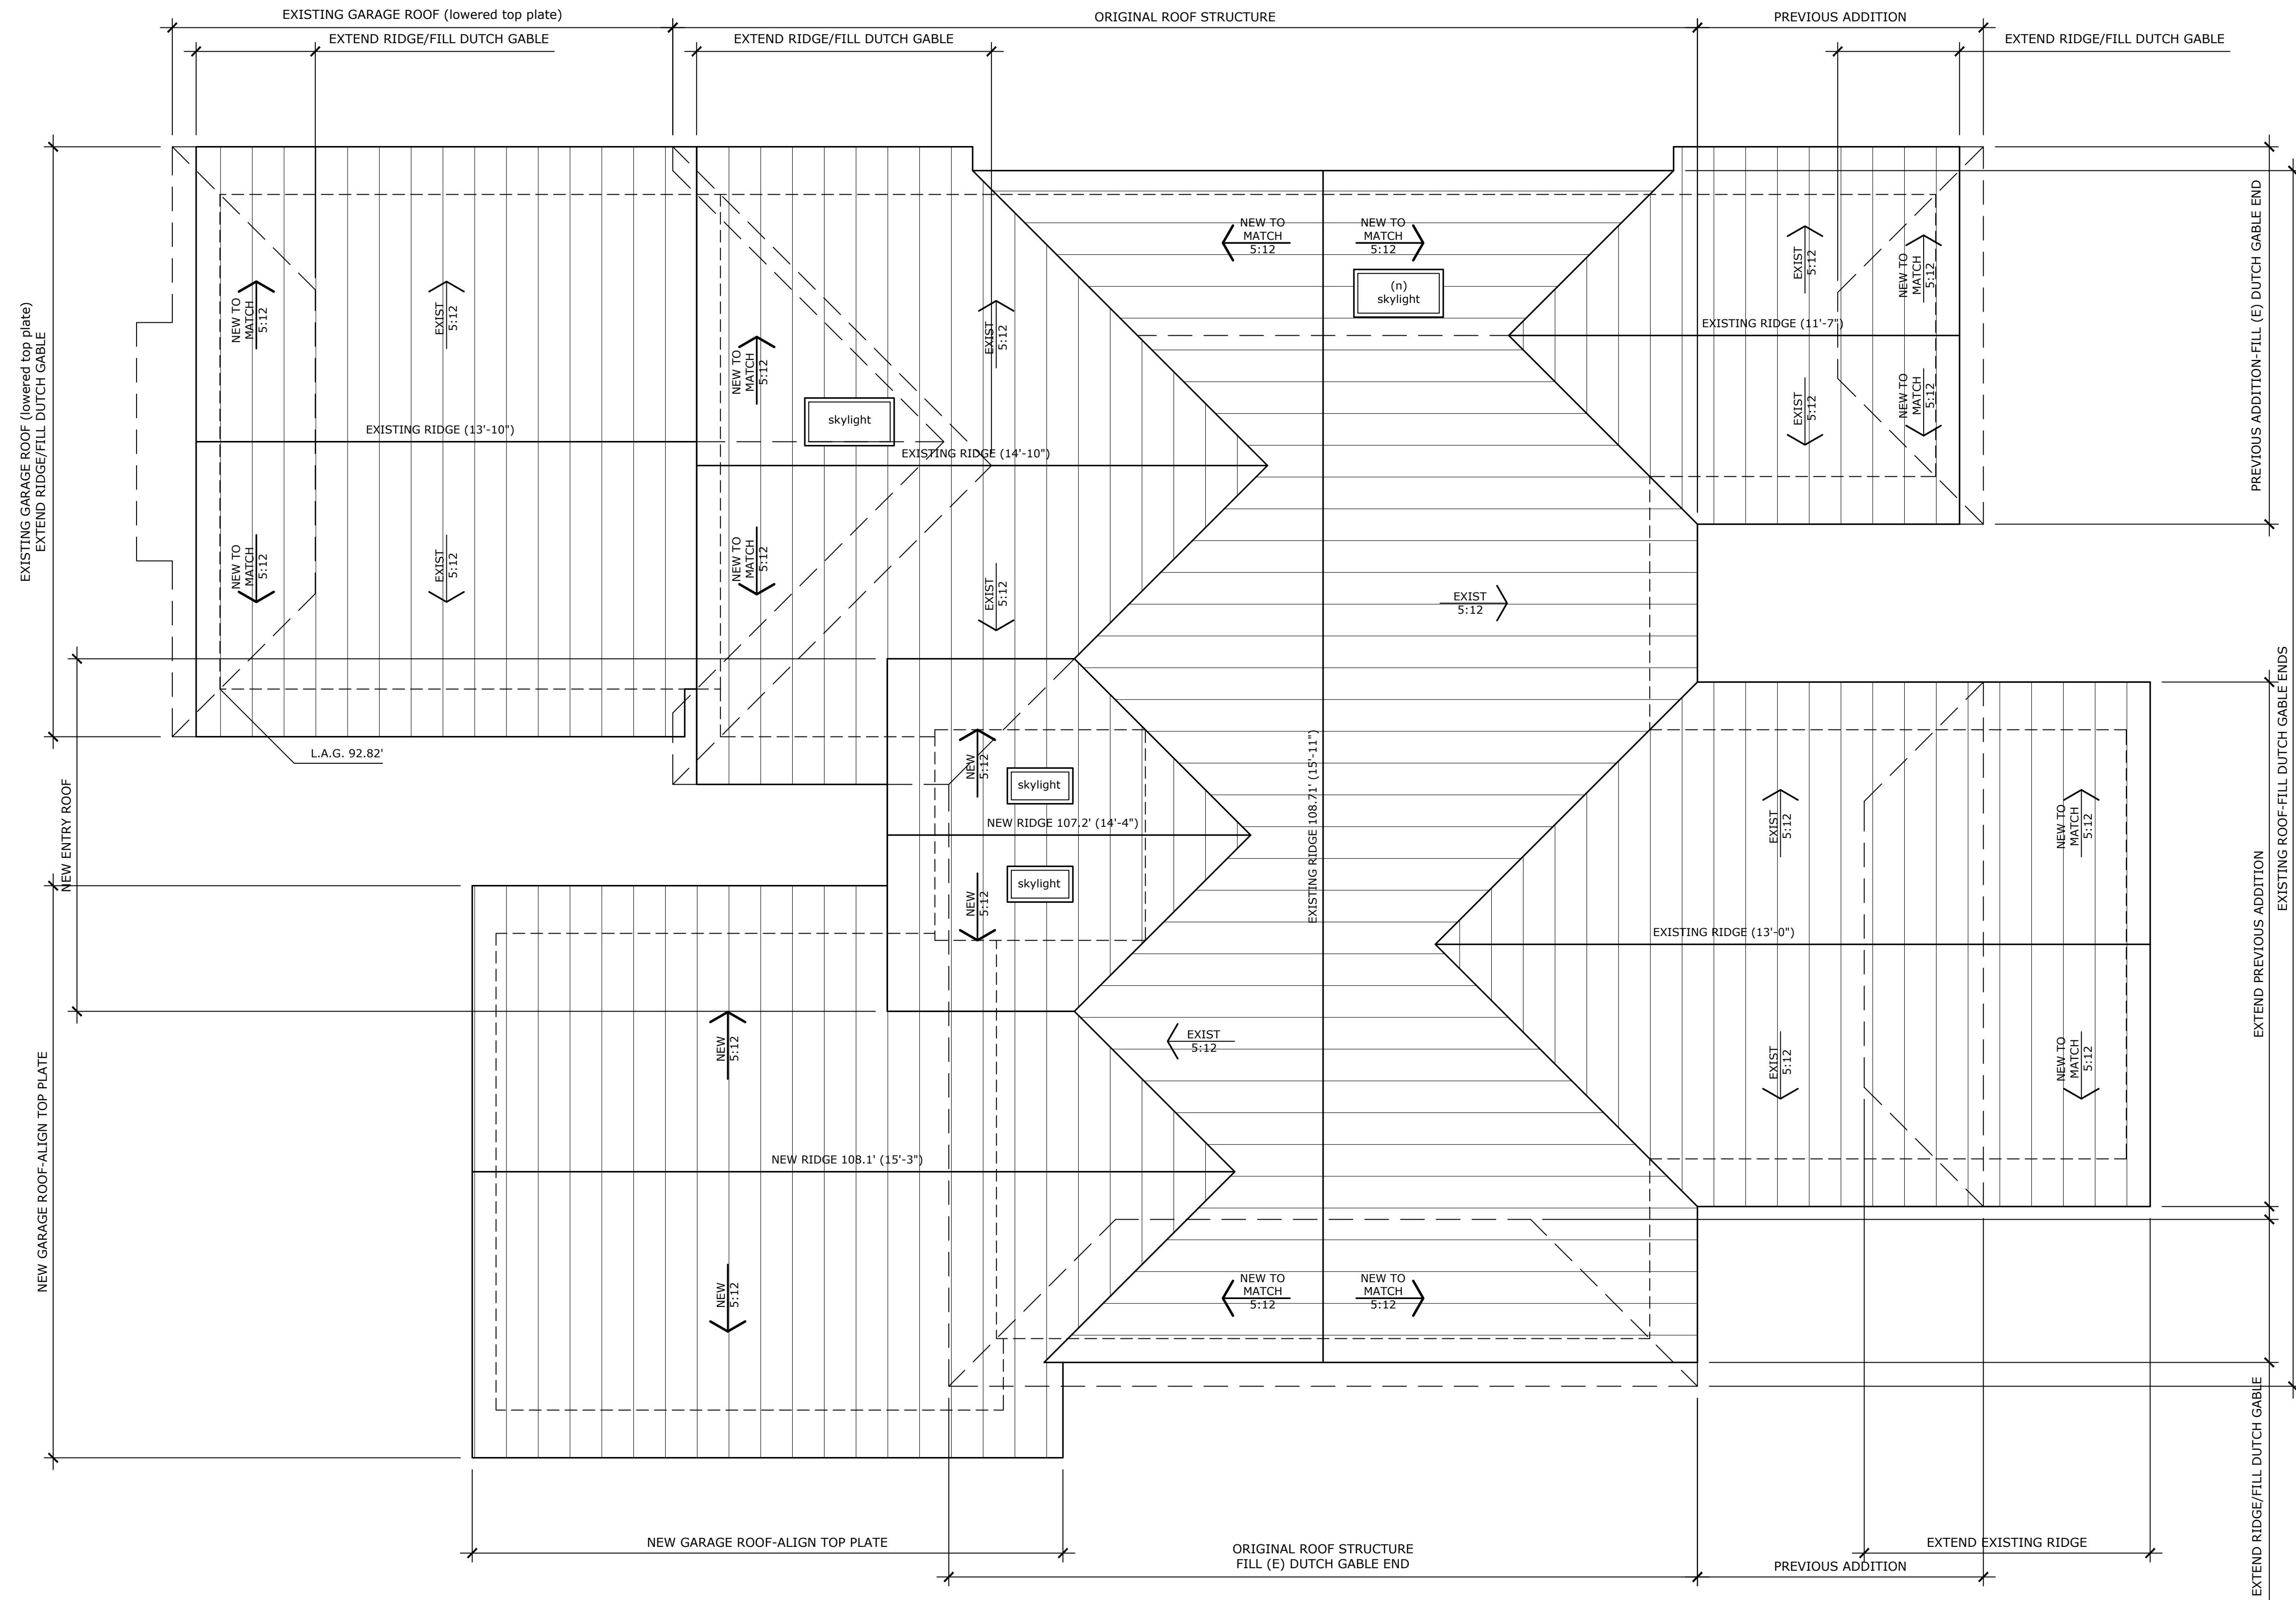 EXISTING GARAGE ROOF (lowered top plate)
ORIGINAL ROOF STRUCTURE
PREVIOUS ADDITION
EXTEND RIDGE/FILL DUTCH GABLE
EXTEND RIDGE/FILL DUTCH GABLE
EXTEND RIDGE/FILL DUTCH GABLE
EXISTING GARAGE ROOF (lowered top plate)
EXTEND RIDGE/FILL DUTCH GABLE
NEW TO
MATCH
5:12
EXIST
5:12
NEW TO
MATCH
5:12
EXIST
5:12
NEW TO
MATCH
5:12
NEW TO
MATCH
5:12
(n)
skylight
EXIST
5:12
NEW TO
MATCH
5:12
PREVIOUS ADDITION-FILL (E) DUTCH GABLE END
EXISTING RIDGE (11'-7")
skylight
EXISTING RIDGE (13'-10")
EXISTING RIDGE (14'-10")
EXIST
5:12
NEW TO
MATCH
5:12
NEW TO
MATCH
5:12
EXIST
5:12
NEW TO
MATCH
5:12
EXIST
5:12
EXIST
5:12
L.A.G. 92.82'
NEW ENTRY ROOF
NEW
5:12
skylight
NEW RIDGE 107.2' (14'-4")
skylight
NEW
5:12
EXISTING RIDGE 108.71' (15'-11")
EXIST
5:12
NEW TO
MATCH
5:12
EXISTING RIDGE (13'-0")
EXISTING ROOF-FILL DUTCH GABLE ENDS
EXTEND PREVIOUS ADDITION
NEW GARAGE ROOF-ALIGN TOP PLATE
NEW
5:12
EXIST
5:12
EXIST
5:12
NEW TO
MATCH
5:12
NEW RIDGE 108.1' (15'-3")
NEW
5:12
NEW TO
MATCH
5:12
NEW TO
MATCH
5:12
EXTEND RIDGE/FILL DUTCH GABLE
NEW GARAGE ROOF-ALIGN TOP PLATE
ORIGINAL ROOF STRUCTURE
FILL (E) DUTCH GABLE END
EXTEND EXISTING RIDGE
PREVIOUS ADDITION